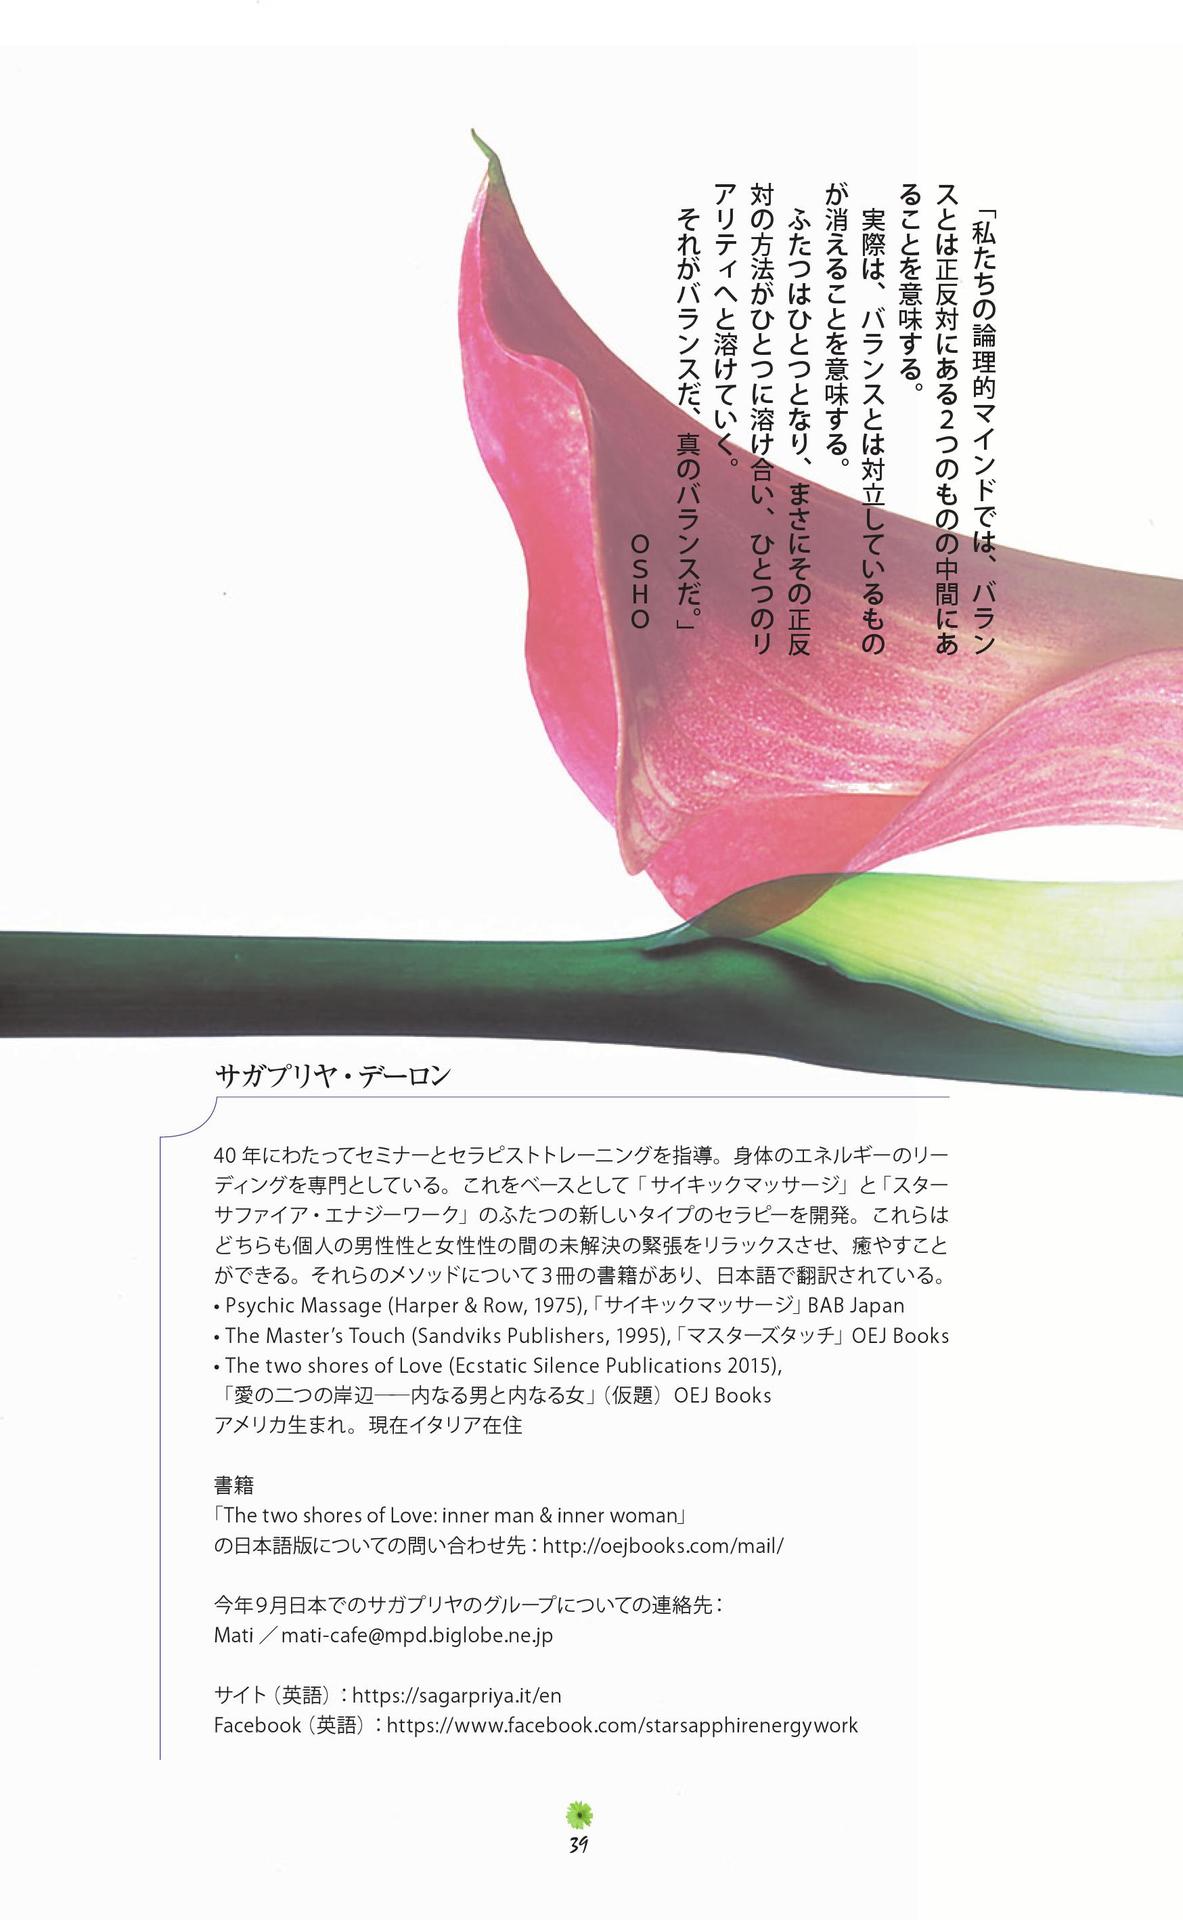 「私たちの論理的マインドでは、バラン
スとは正反対にある2つのものの中間にあ
ることを意味する。
実際は、バランスとは対立しているもの
が消えることを意味する。
ふたつはひとつとなり、まさにその正反
対の方法がひとつに溶け合い、ひとつのリ
アリティへと溶けていく。
それがバランスだ、真のバランスだ。」
OSHO
サガプリヤ・デーロン
40 年にわたってセミナーとセラピストトレーニングを指導。身体のエネルギーのリー
ディングを専門としている。これをベースとして「サイキックマッサージ」と「スター
サファイア・エナジーワーク」のふたつの新しいタイプのセラピーを開発。これらは
どちらも個人の男性性と女性性の間の未解決の緊張をリラックスさせ、癒やすこと
ができる。それらのメソッドについて3冊の書籍があり、日本語で翻訳されている。
• Psychic Massage (Harper & Row, 1975),「サイキックマッサージ」BAB Japan
• The Master’s Touch (Sandviks Publishers, 1995),「マスターズタッチ」OEJ Books
• The two shores of Love (Ecstatic Silence Publications 2015),
「愛の二つの岸辺――内なる男と内なる女」（仮題）OEJ Books
アメリカ生まれ。現在イタリア在住
書籍
「The two shores of Love: inner man & inner woman」
の日本語版についての問い合わせ先：http://oejbooks.com/mail/
今年9月日本でのサガプリヤのグループについての連絡先：
Mati ／mati-cafe@mpd.biglobe.ne.jp
サイト（英語）：https://sagarpriya.it/en
Facebook（英語）：https://www.facebook.com/starsapphirenergywork
39